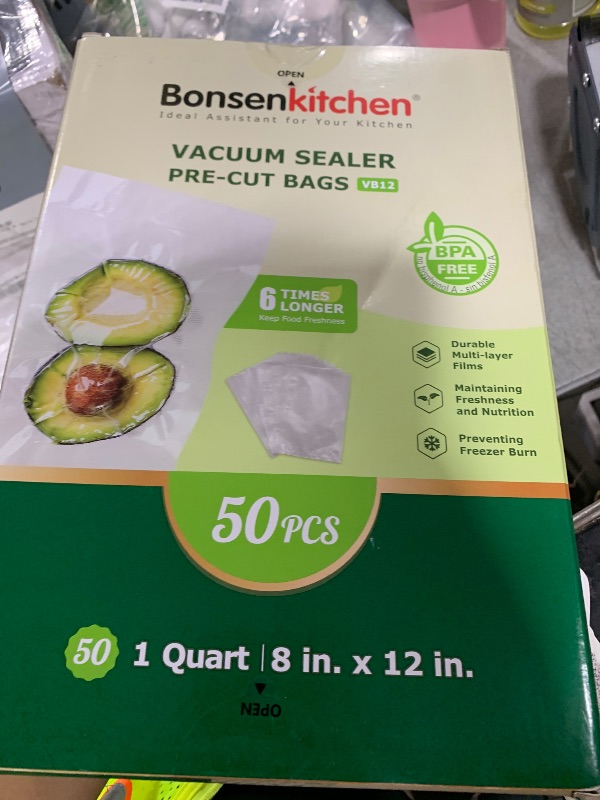 OPEN
Bonsenkitchen®
Ideal Assistant for Your Kitchen
VACUUM SEALER
PRE-CUT BAGS VB12
BPA
FREE
6 TIMES
LONGER
Keep Food Freshness
Durable
Multi-layer
Films
Maintaining
Freshness
and Nutrition
Preventing
Freezer Burn
50 PCS
50 1 Quart | 8 in. x 12 in.
OPEN